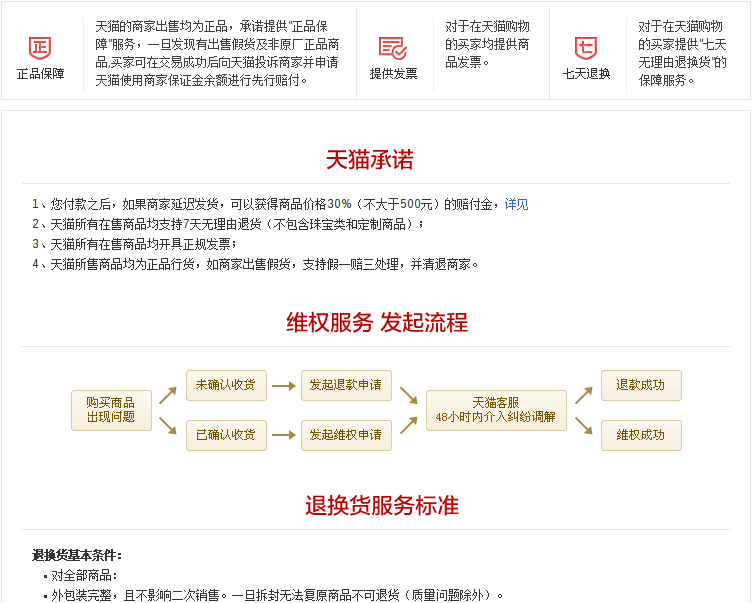 正品保障
天猫的商家出售均为正品，承诺提供"正品保
障"服务，一旦发现有出售假货及非原厂正品商
品,买家可在交易成功后向天猫投诉商家并申请
天猫使用商家保证金余额进行先行赔付。
提供发票
对于在天猫购物
的买家均提供商
品发票。
七天退换
对于在天猫购物
的买家提供"七天
无理由退换货"的
保障服务。
天猫承诺
1、您付款之后，如果商家延迟发货，可以获得商品价格30%（不大于500元）的赔付金，详见
2、天猫所有在售商品均支持7天无理由退货（不包含珠宝类和定制商品）；
3、天猫所有在售商品均开具正规发票；
4、天猫所售商品均为正品行货，如商家出售假货，支持假一赔三处理，并清退商家。
维权服务 发起流程
购买商品
出现问题
未确认收货
发起退款申请
已确认收货
发起维权申请
天猫客服
48小时内介入纠纷调解
退款成功
维权成功
退换货服务标准
退换货基本条件：
▪ 对全部商品：
▪ 外包装完整，且不影响二次销售。一旦拆封无法复原商品不可退货（质量问题除外）。